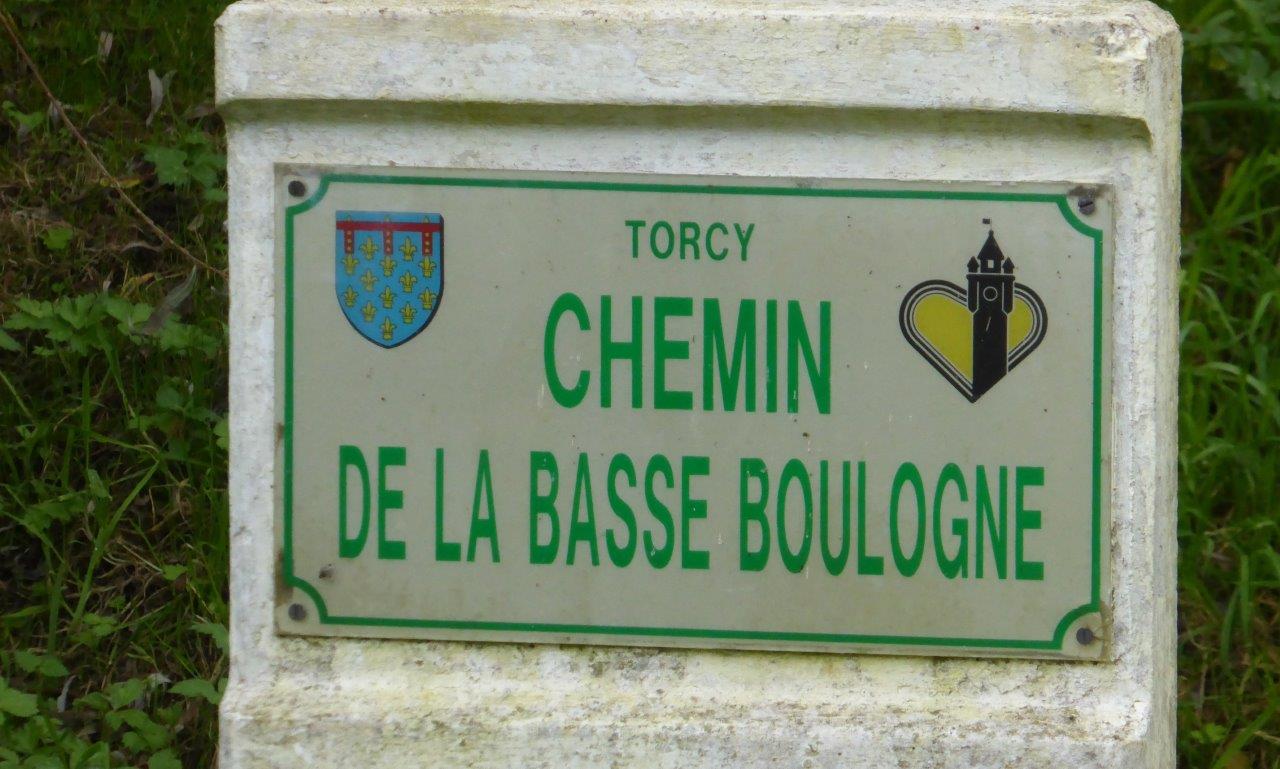 TORCY
CHEMIN
DE LA BASSE BOULOGNE